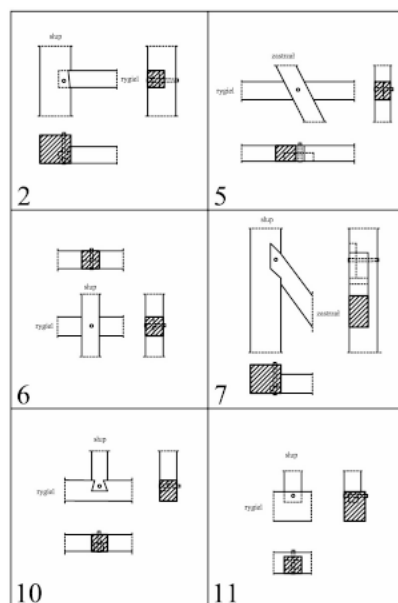 słup
rygiel
2
zastrzał
rygiel
5
słup
rygiel
6
słup
zastrzał
7
słup
rygiel
10
słup
rygiel
11